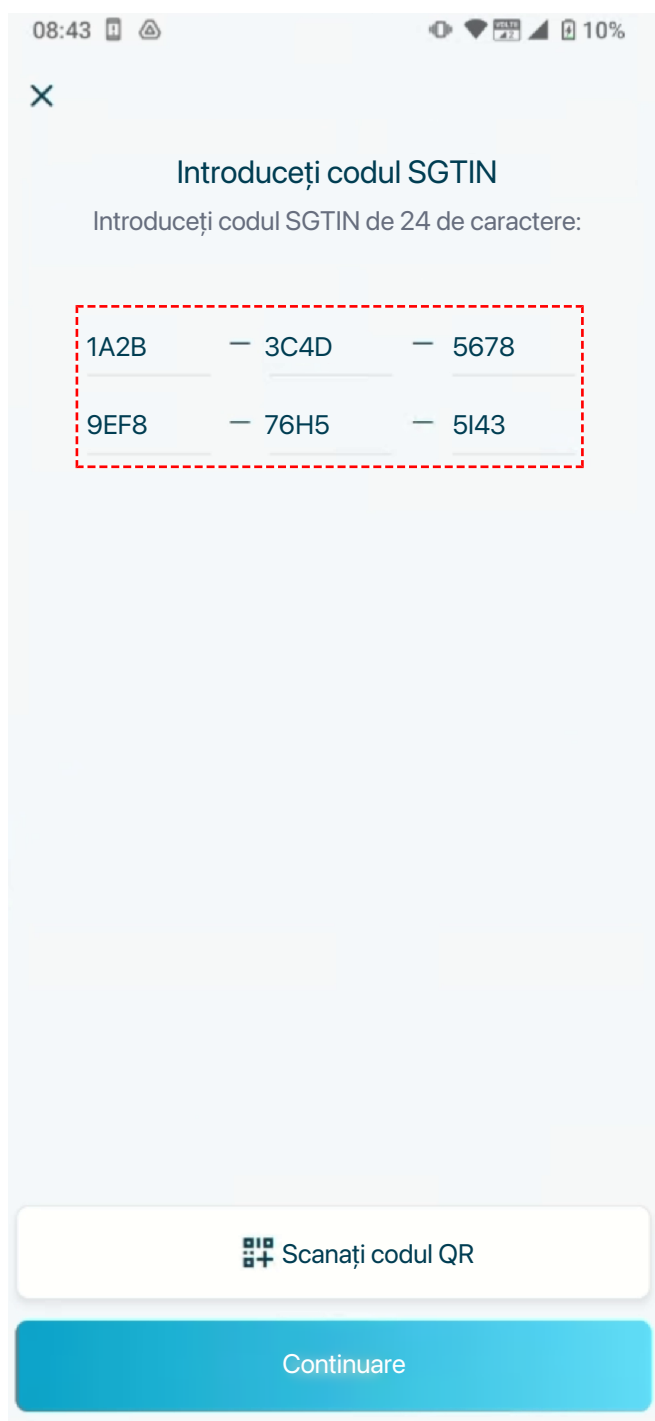 08:43 10%
Introduceți codul SGTIN
Introduceți codul SGTIN de 24 de caractere:
1A2B – 3C4D – 5678
9EF8 – 76H5 – 5I43
Scanați codul QR
Continuare